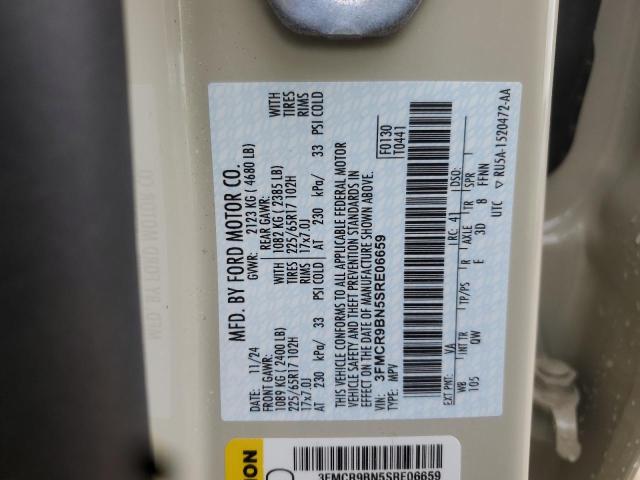 MFD. BY FORD MOTOR CO.
DATE: 11/24 GVWR: 2123 KG ( 4680 LB)
FRONT GAWR: REAR GAWR: WITH
1089 KG ( 2400 LB) 1082 KG ( 2385 LB) TIRES
225/65R17 102H 225/65R17 102H RIMS
17x7.0J 17x7.0J
AT 230 kPa/ 33 PSI COLD AT 230 kPa/ 33 PSI COLD
WITH
TIRES
RIMS
THIS VEHICLE CONFORMS TO ALL APPLICABLE FEDERAL MOTOR
VEHICLE SAFETY AND THEFT PREVENTION STANDARDS IN
EFFECT ON THE DATE OF MANUFACTURE SHOWN ABOVE.
VIN: 3FMCR9BN5SRE06659
TYPE: MPV
F0130
T0441
EXT PNT: VA RC: 41 DSO:
WB INT TR TP/PS R AXLE TR SPR
105 QW E 3D 8 FFNN
UTC ▽ RU5A-1520472-AA
3FMCR9BN5SRE06659